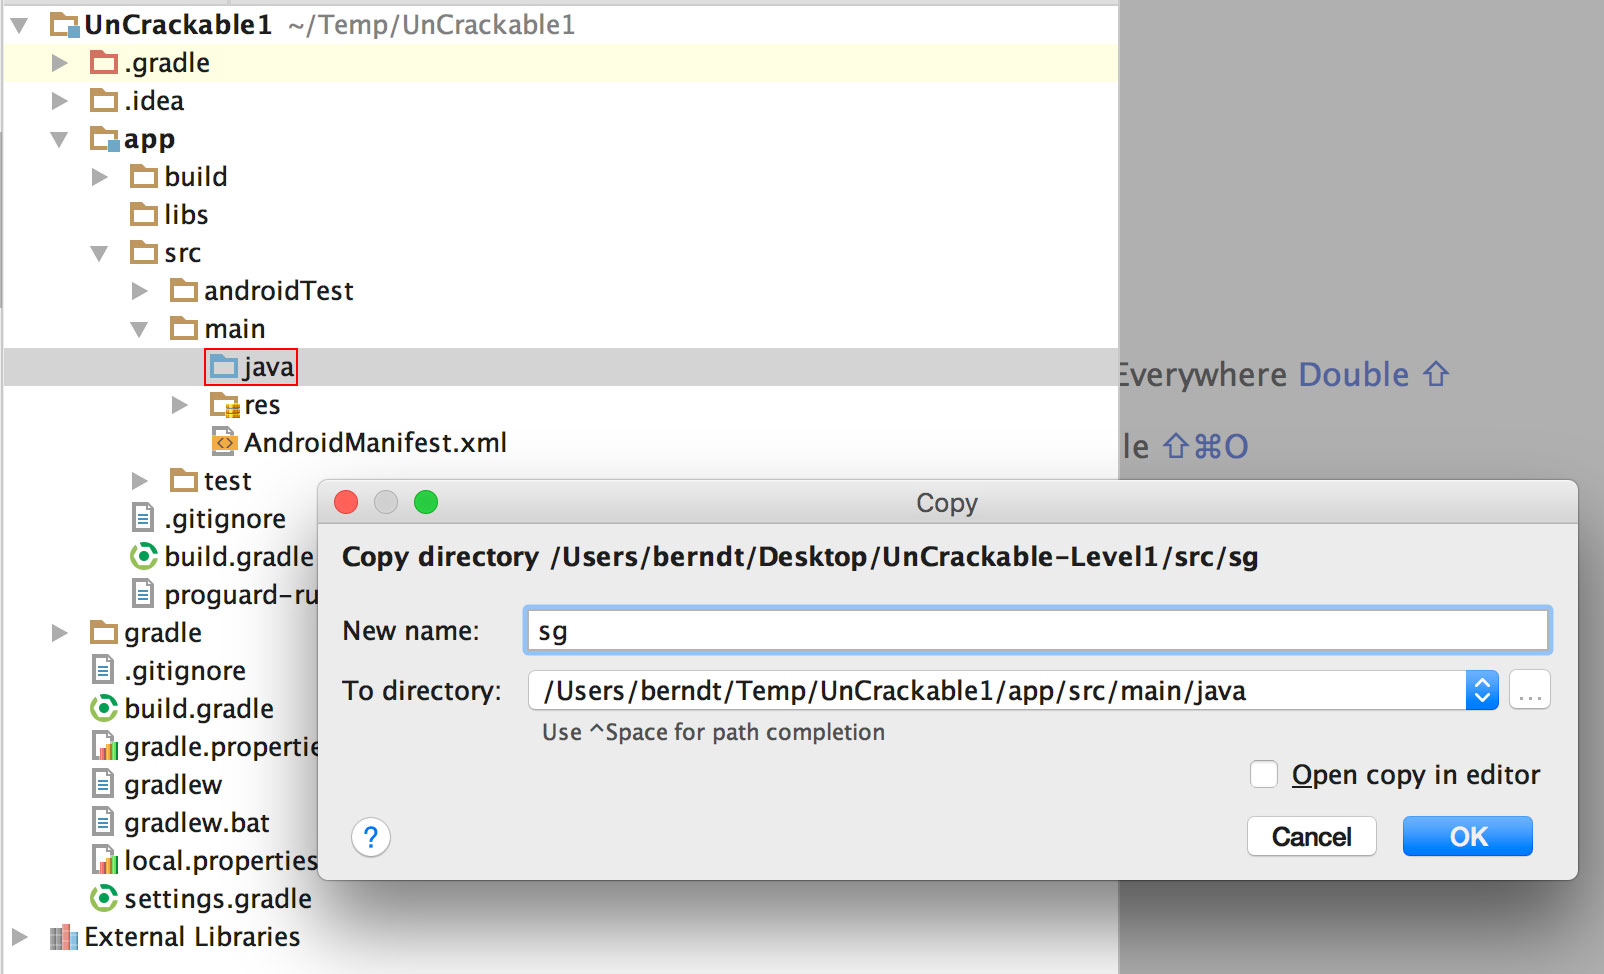 UnCrackable1 ~/Temp/UnCrackable1
.gradle
.idea
app
build
libs
src
androidTest
main
java
Everywhere Double ⇧
res
AndroidManifest.xml
le ⇧⌘O
test
.gitignore
build.gradle
proguard-ru
gradle
.gitignore
build.gradle
gradle.propertie
gradlew
gradlew.bat
local.properties
settings.gradle
External Libraries
Copy
Copy directory /Users/berndt/Desktop/UnCrackable-Level1/src/sg
New name: sg
To directory: /Users/berndt/Temp/UnCrackable1/app/src/main/java ...
Use ^Space for path completion
Open copy in editor
? Cancel OK